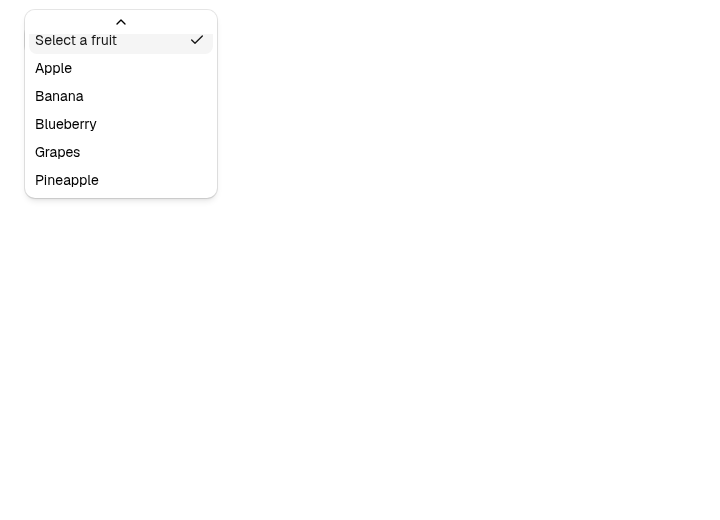 Select a fruit
Apple
Banana
Blueberry
Grapes
Pineapple